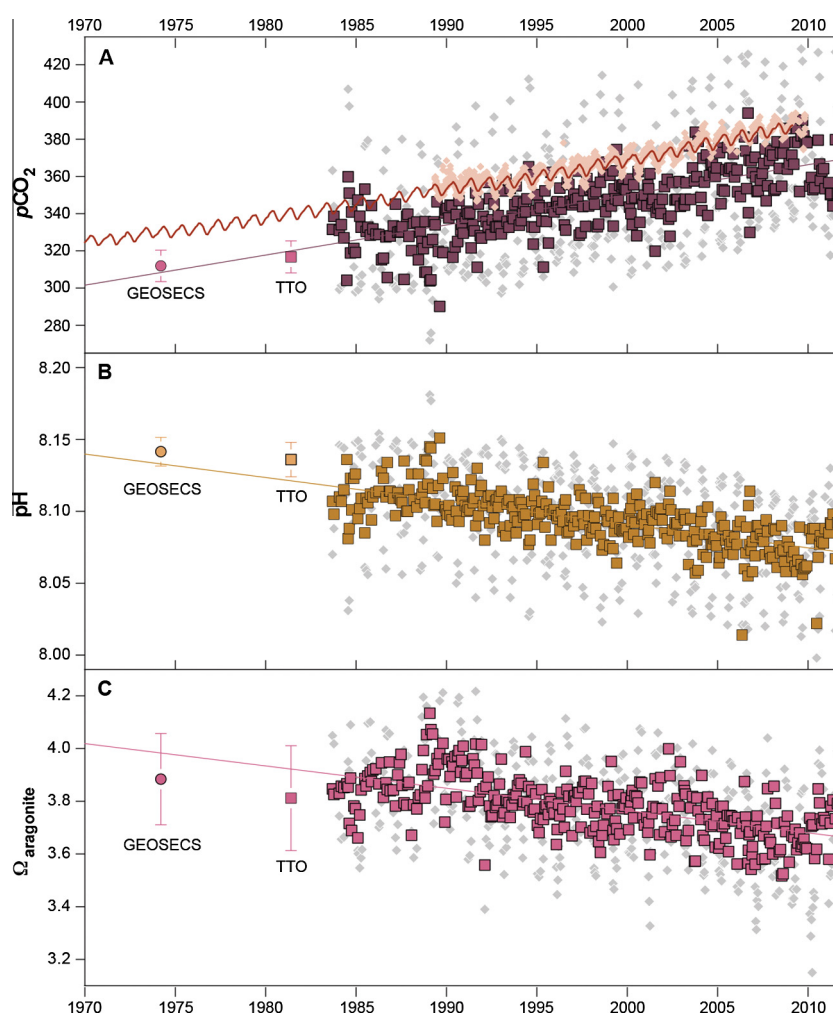 1970 1975 1980 1985 1990 1995 2000 2005 2010
A
420
400
380
360
340
320
300
280
pCO2
GEOSECS
TTO
B
8.20
8.15
8.10
8.05
8.00
pH
GEOSECS
TTO
C
4.2
4.0
3.8
3.6
3.4
3.2
Ω aragonite
GEOSECS
TTO
1970 1975 1980 1985 1990 1995 2000 2005 2010